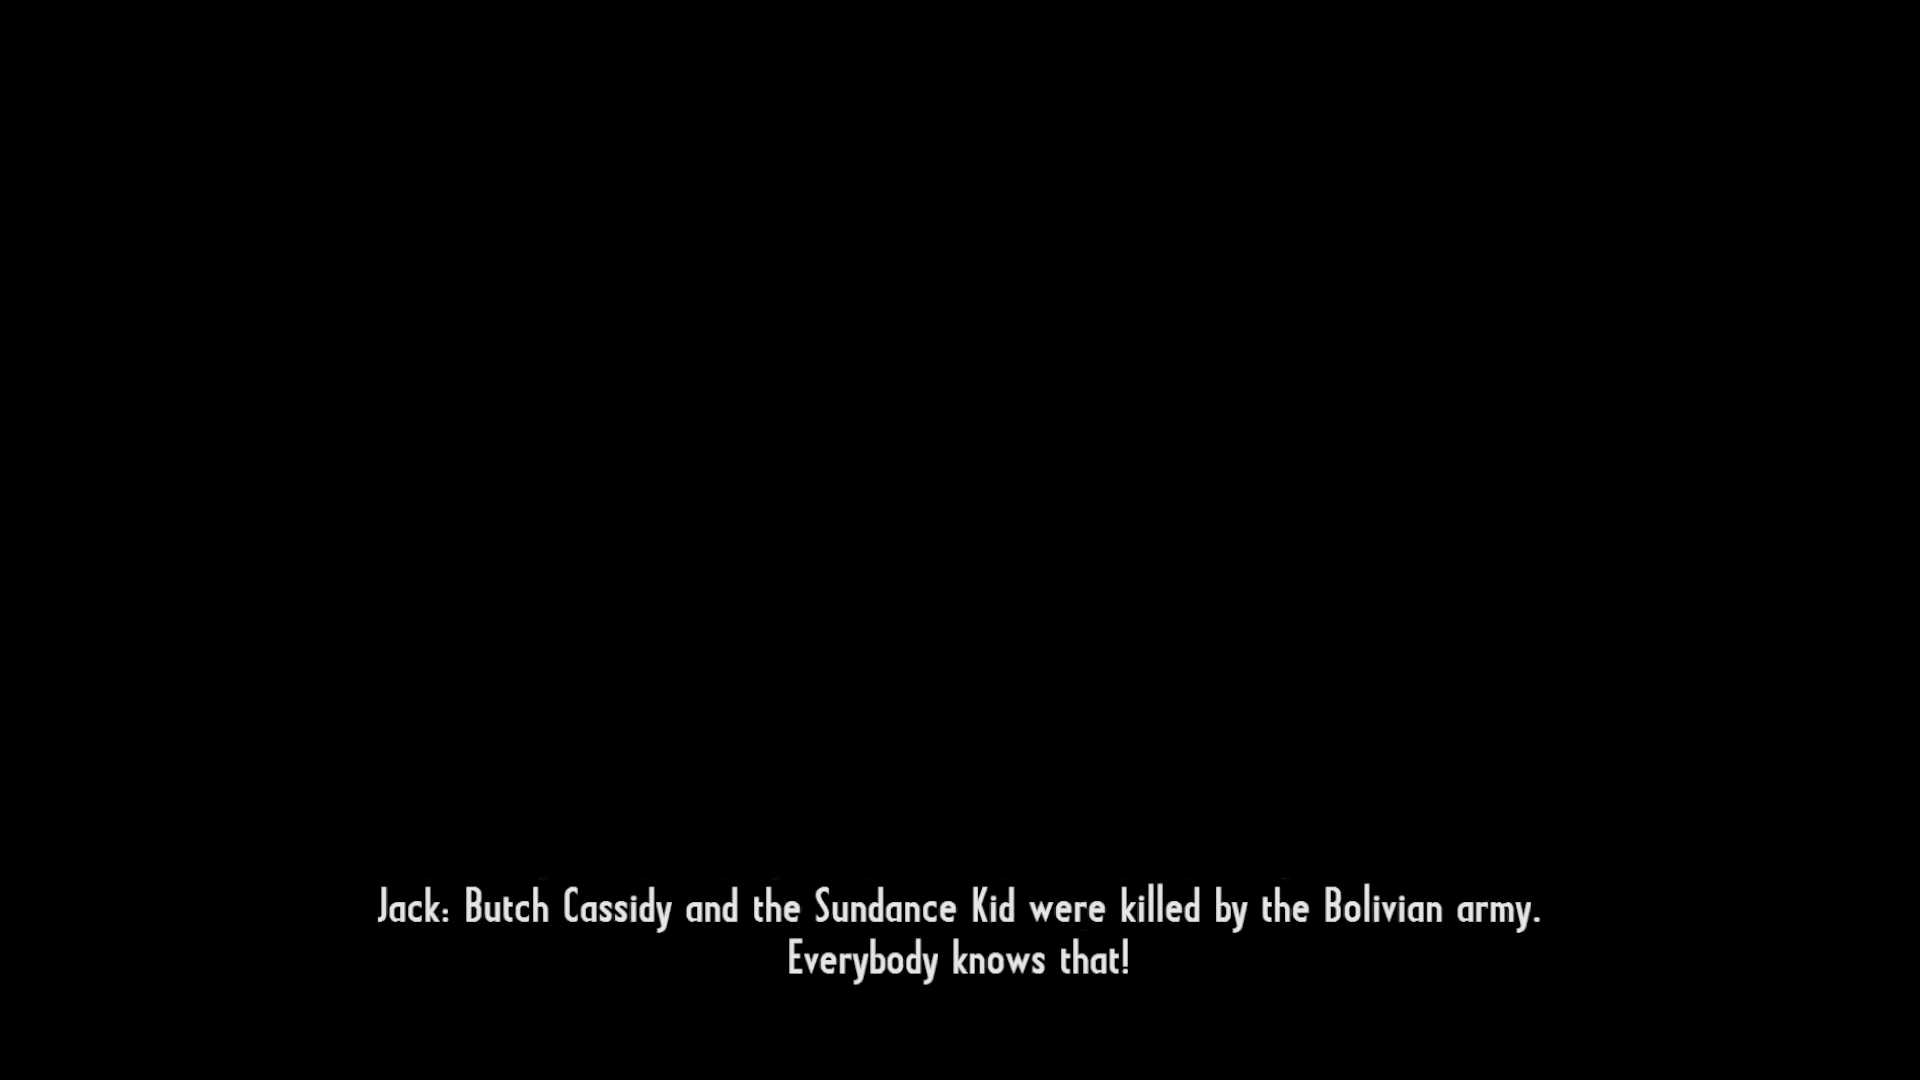 Jack: Butch Cassidy and the Sundance Kid were killed by the Bolivian army.
Everybody knows that!